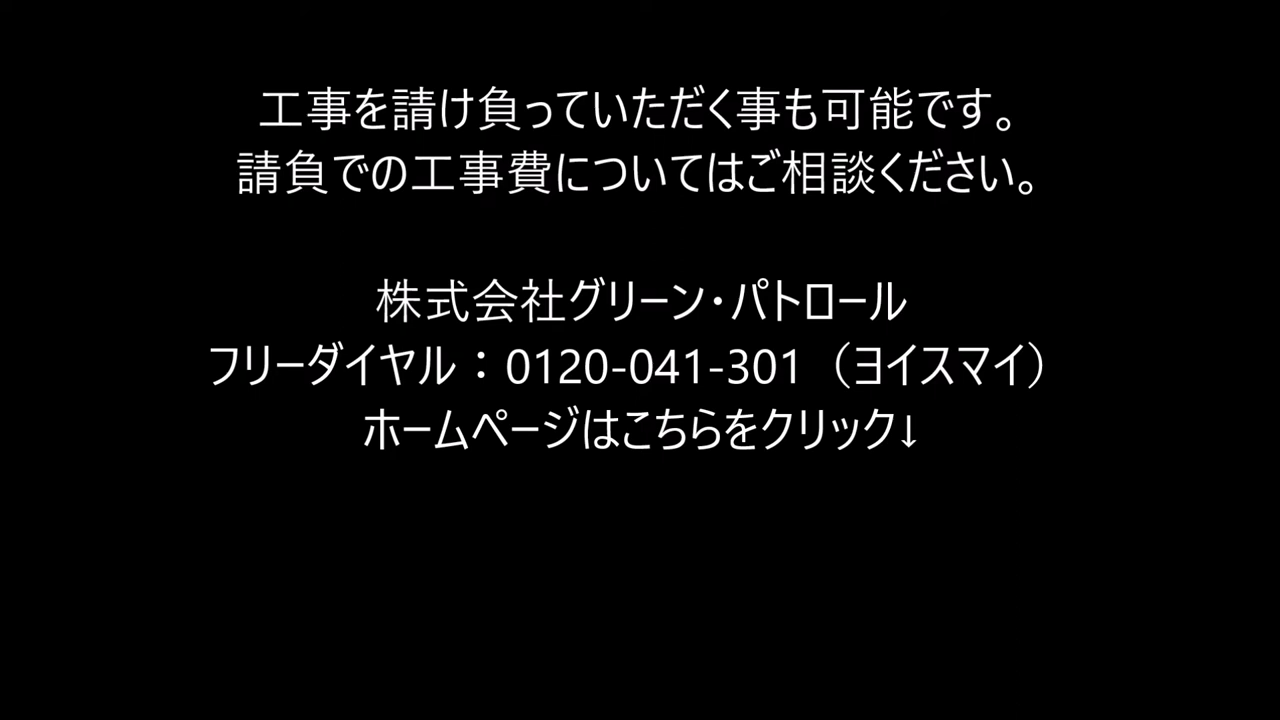 工事を請け負っていただく事も可能です。
請負での工事費についてはご相談ください。
株式会社グリーン・パトロール
フリーダイヤル：0120-041-301（ヨイスマイ）
ホームページはこちらをクリック↓